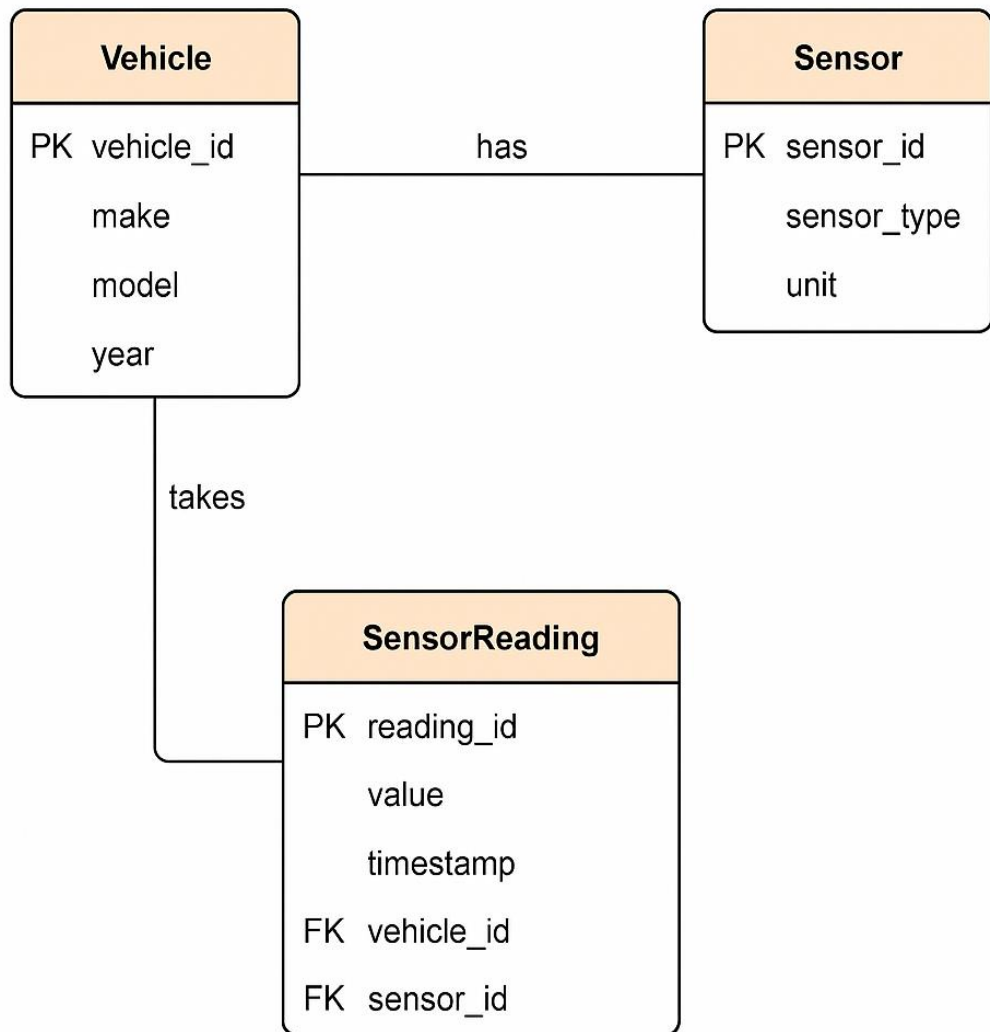 Vehicle
PK vehicle_id
make
model
year
has
Sensor
PK sensor_id
sensor_type
unit
takes
SensorReading
PK reading_id
value
timestamp
FK vehicle_id
FK sensor_id